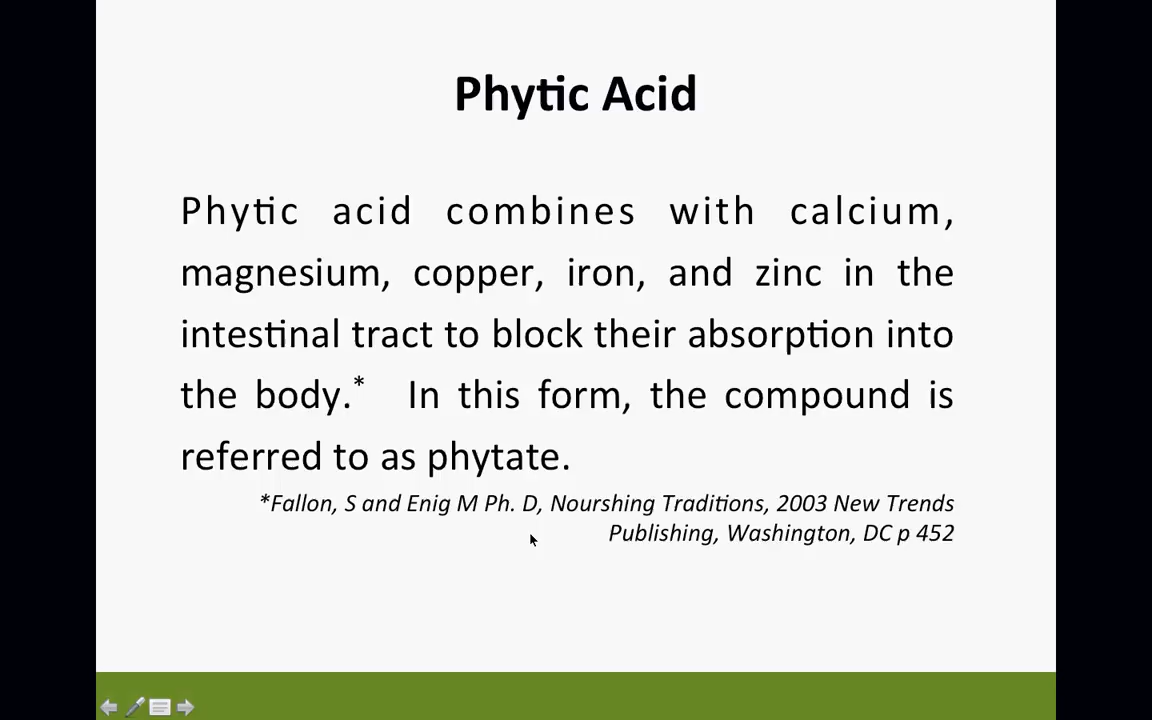 Phytic Acid
Phytic acid combines with calcium,
magnesium, copper, iron, and zinc in the
intestinal tract to block their absorption into
the body.* In this form, the compound is
referred to as phytate.
*Fallon, S and Enig M Ph. D, Nourshing Traditions, 2003 New Trends
Publishing, Washington, DC p 452